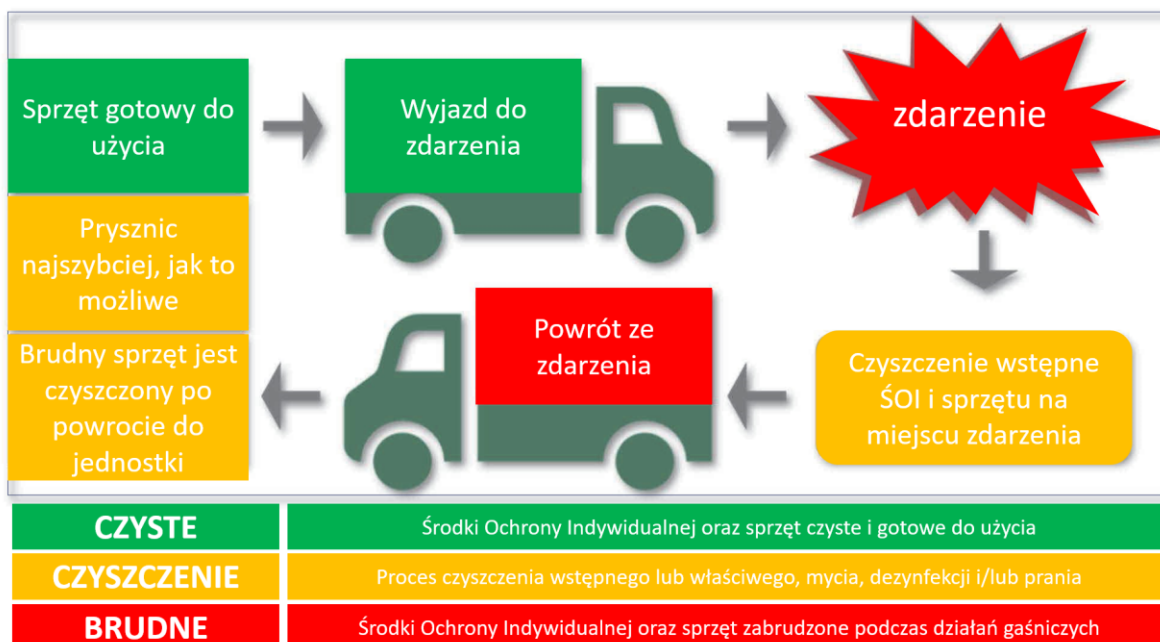 Sprzęt gotowy do
użycia
Wyjazd do
zdarzenia
zdarzenie
Prysznic
najszybciej, jak to
możliwe
Powrót ze
zdarzenia
Brudny sprzęt jest
czyszczony po
powrocie do
jednostki
Czyszczenie wstępne
ŚOI i sprzętu na
miejscu zdarzenia
CZYSTE
Środki Ochrony Indywidualnej oraz sprzęt czyste i gotowe do użycia
CZYSZCZENIE
Proces czyszczenia wstępnego lub właściwego, mycia, dezynfekcji i/lub prania
BRUDNE
Środki Ochrony Indywidualnej oraz sprzęt zabrudzone podczas działań gaśniczych